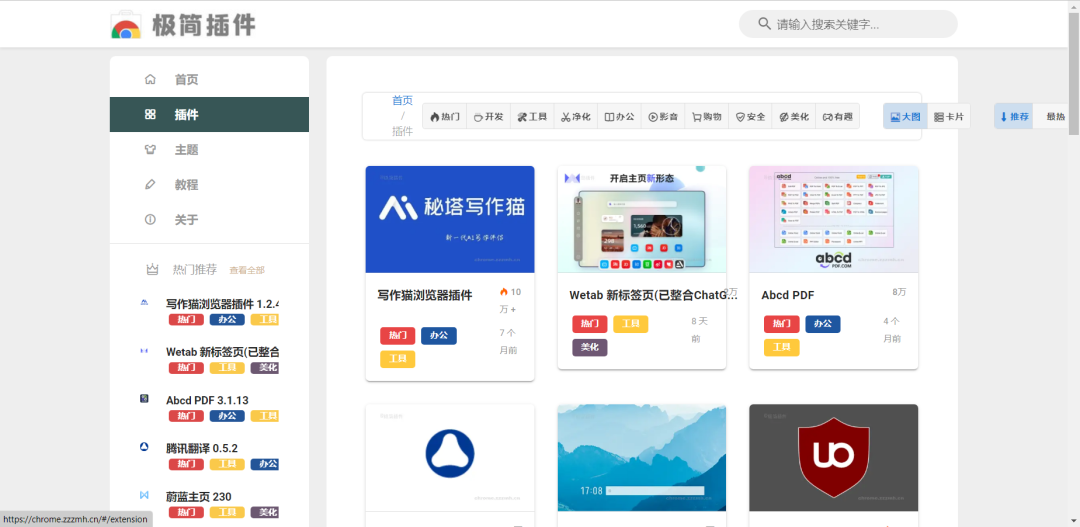 极简插件
请输入搜索关键字...
首页
插件
主题
教程
关于
热门推荐 查看全部
写作猫浏览器插件 1.2.4
热门 办公 工具
Wetab 新标签页(已整合
热门 工具 美化
Abcd PDF 3.1.13
热门 办公 工具
腾讯翻译 0.5.2
热门 工具 办公
蔚蓝主页 230
热门 工具 美化
首页
/
插件
热门 开发 工具 净化 办公 影音 购物 安全 美化 有趣
大图 卡片
推荐 最热
秘塔写作猫
新一代AI写作伴侣
写作猫浏览器插件
10
万 +
热门 办公
工具
7 个
月前
开启主页新形态
Wetab 新标签页(已整合ChatG...
热门 工具
美化
8 天
前
abcd
abcd
PDF.COM
Abcd PDF
8万
热门 办公
工具
4 个
月前
17:08
https://chrome.zzzmh.cn/#/extension